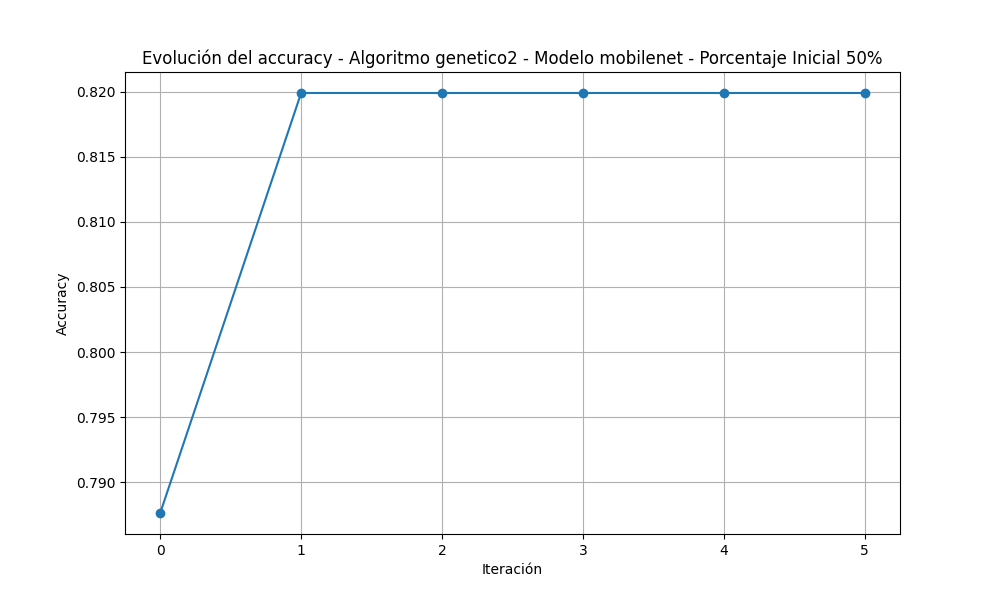 Evolución del accuracy - Algoritmo genetico2 - Modelo mobilenet - Porcentaje Inicial 50%
0.820
0.815
0.810
0.805
0.800
0.795
0.790
Accuracy
0 1 2 3 4 5
Iteración